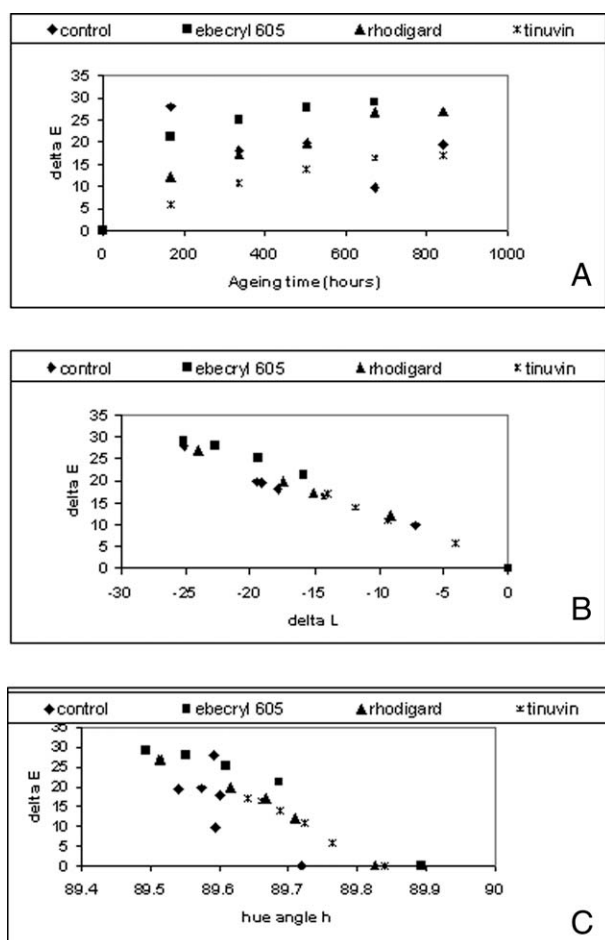 control ebecryl 605 rhodigard tinuvin
35
30
25
20
15
10
5
0
delta E
0 200 400 600 800 1000
Ageing time (hours)
A
control ebecryl 605 rhodigard tinuvin
35
30
25
20
15
10
5
0
delta E
-30 -25 -20 -15 -10 -5 0
delta L
B
control ebecryl 605 rhodigard tinuvin
35
30
25
20
15
10
5
0
delta E
89.4 89.5 89.6 89.7 89.8 89.9 90
hue angle h
C